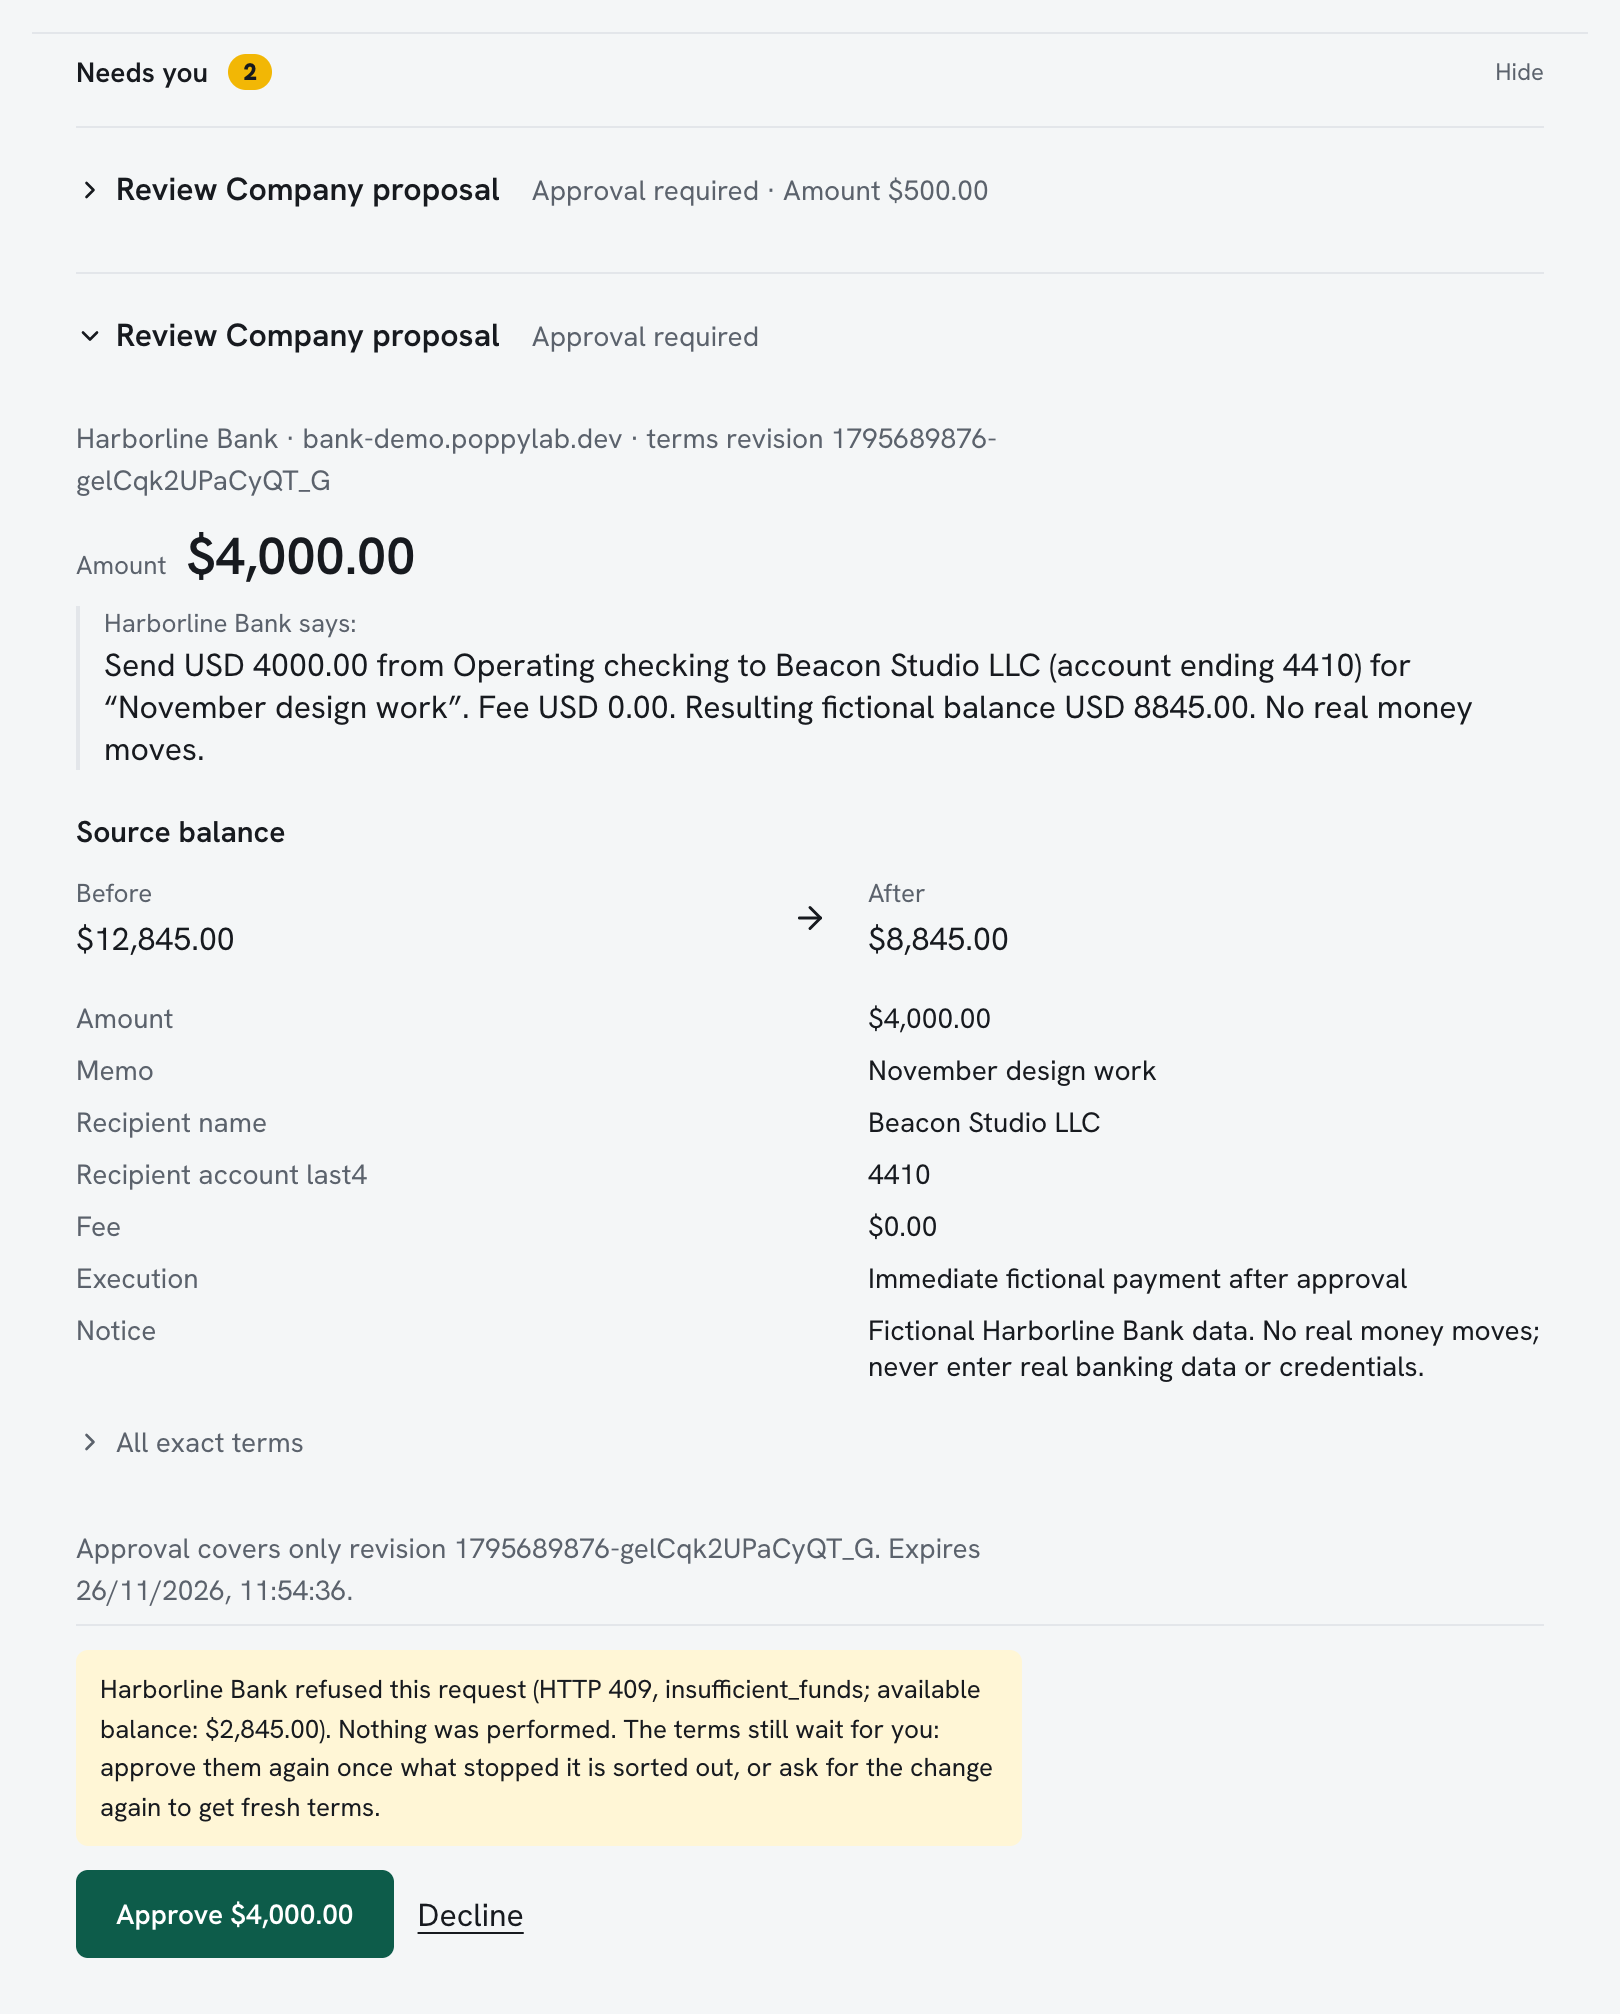 Needs you 2 Hide
Review Company proposal Approval required · Amount $500.00
Review Company proposal Approval required
Harborline Bank · bank-demo.poppylab.dev · terms revision 1795689876-
gelCqk2UPaCyQT_G
Amount $4,000.00
Harborline Bank says:
Send USD 4000.00 from Operating checking to Beacon Studio LLC (account ending 4410) for
“November design work”. Fee USD 0.00. Resulting fictional balance USD 8845.00. No real money
moves.
Source balance
Before After
$12,845.00 → $8,845.00
Amount $4,000.00
Memo November design work
Recipient name Beacon Studio LLC
Recipient account last4 4410
Fee $0.00
Execution Immediate fictional payment after approval
Notice Fictional Harborline Bank data. No real money moves;
never enter real banking data or credentials.
All exact terms
Approval covers only revision 1795689876-gelCqk2UPaCyQT_G. Expires
26/11/2026, 11:54:36.
Harborline Bank refused this request (HTTP 409, insufficient_funds; available
balance: $2,845.00). Nothing was performed. The terms still wait for you:
approve them again once what stopped it is sorted out, or ask for the change
again to get fresh terms.
Approve $4,000.00 Decline